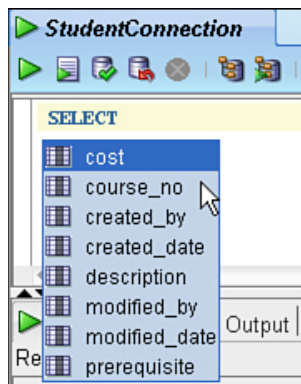 StudentConnection
SELECT
cost
course_no
created_by
created_date
description
modified_by
modified_date
Output
Re
prerequisite